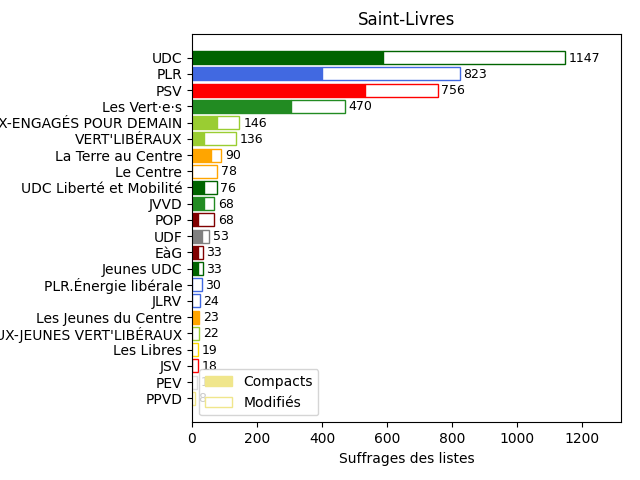 Saint-Livres
UDC 1147
PLR 823
PSV 756
Les Vert·e·s 470
X-ENGAGÉS POUR DEMAIN 146
VERT'LIBÉRAUX 136
La Terre au Centre 90
Le Centre 78
UDC Liberté et Mobilité 76
JVVD 68
POP 68
UDF 53
EàG 33
Jeunes UDC 33
PLR.Énergie libérale 30
JLRV 24
Les Jeunes du Centre 23
UX-JEUNES VERT'LIBÉRAUX 22
Les Libres 19
JSV 18
PEV
PPVD 8
Compacts
Modifiés
0 200 400 600 800 1000 1200
Suffrages des listes